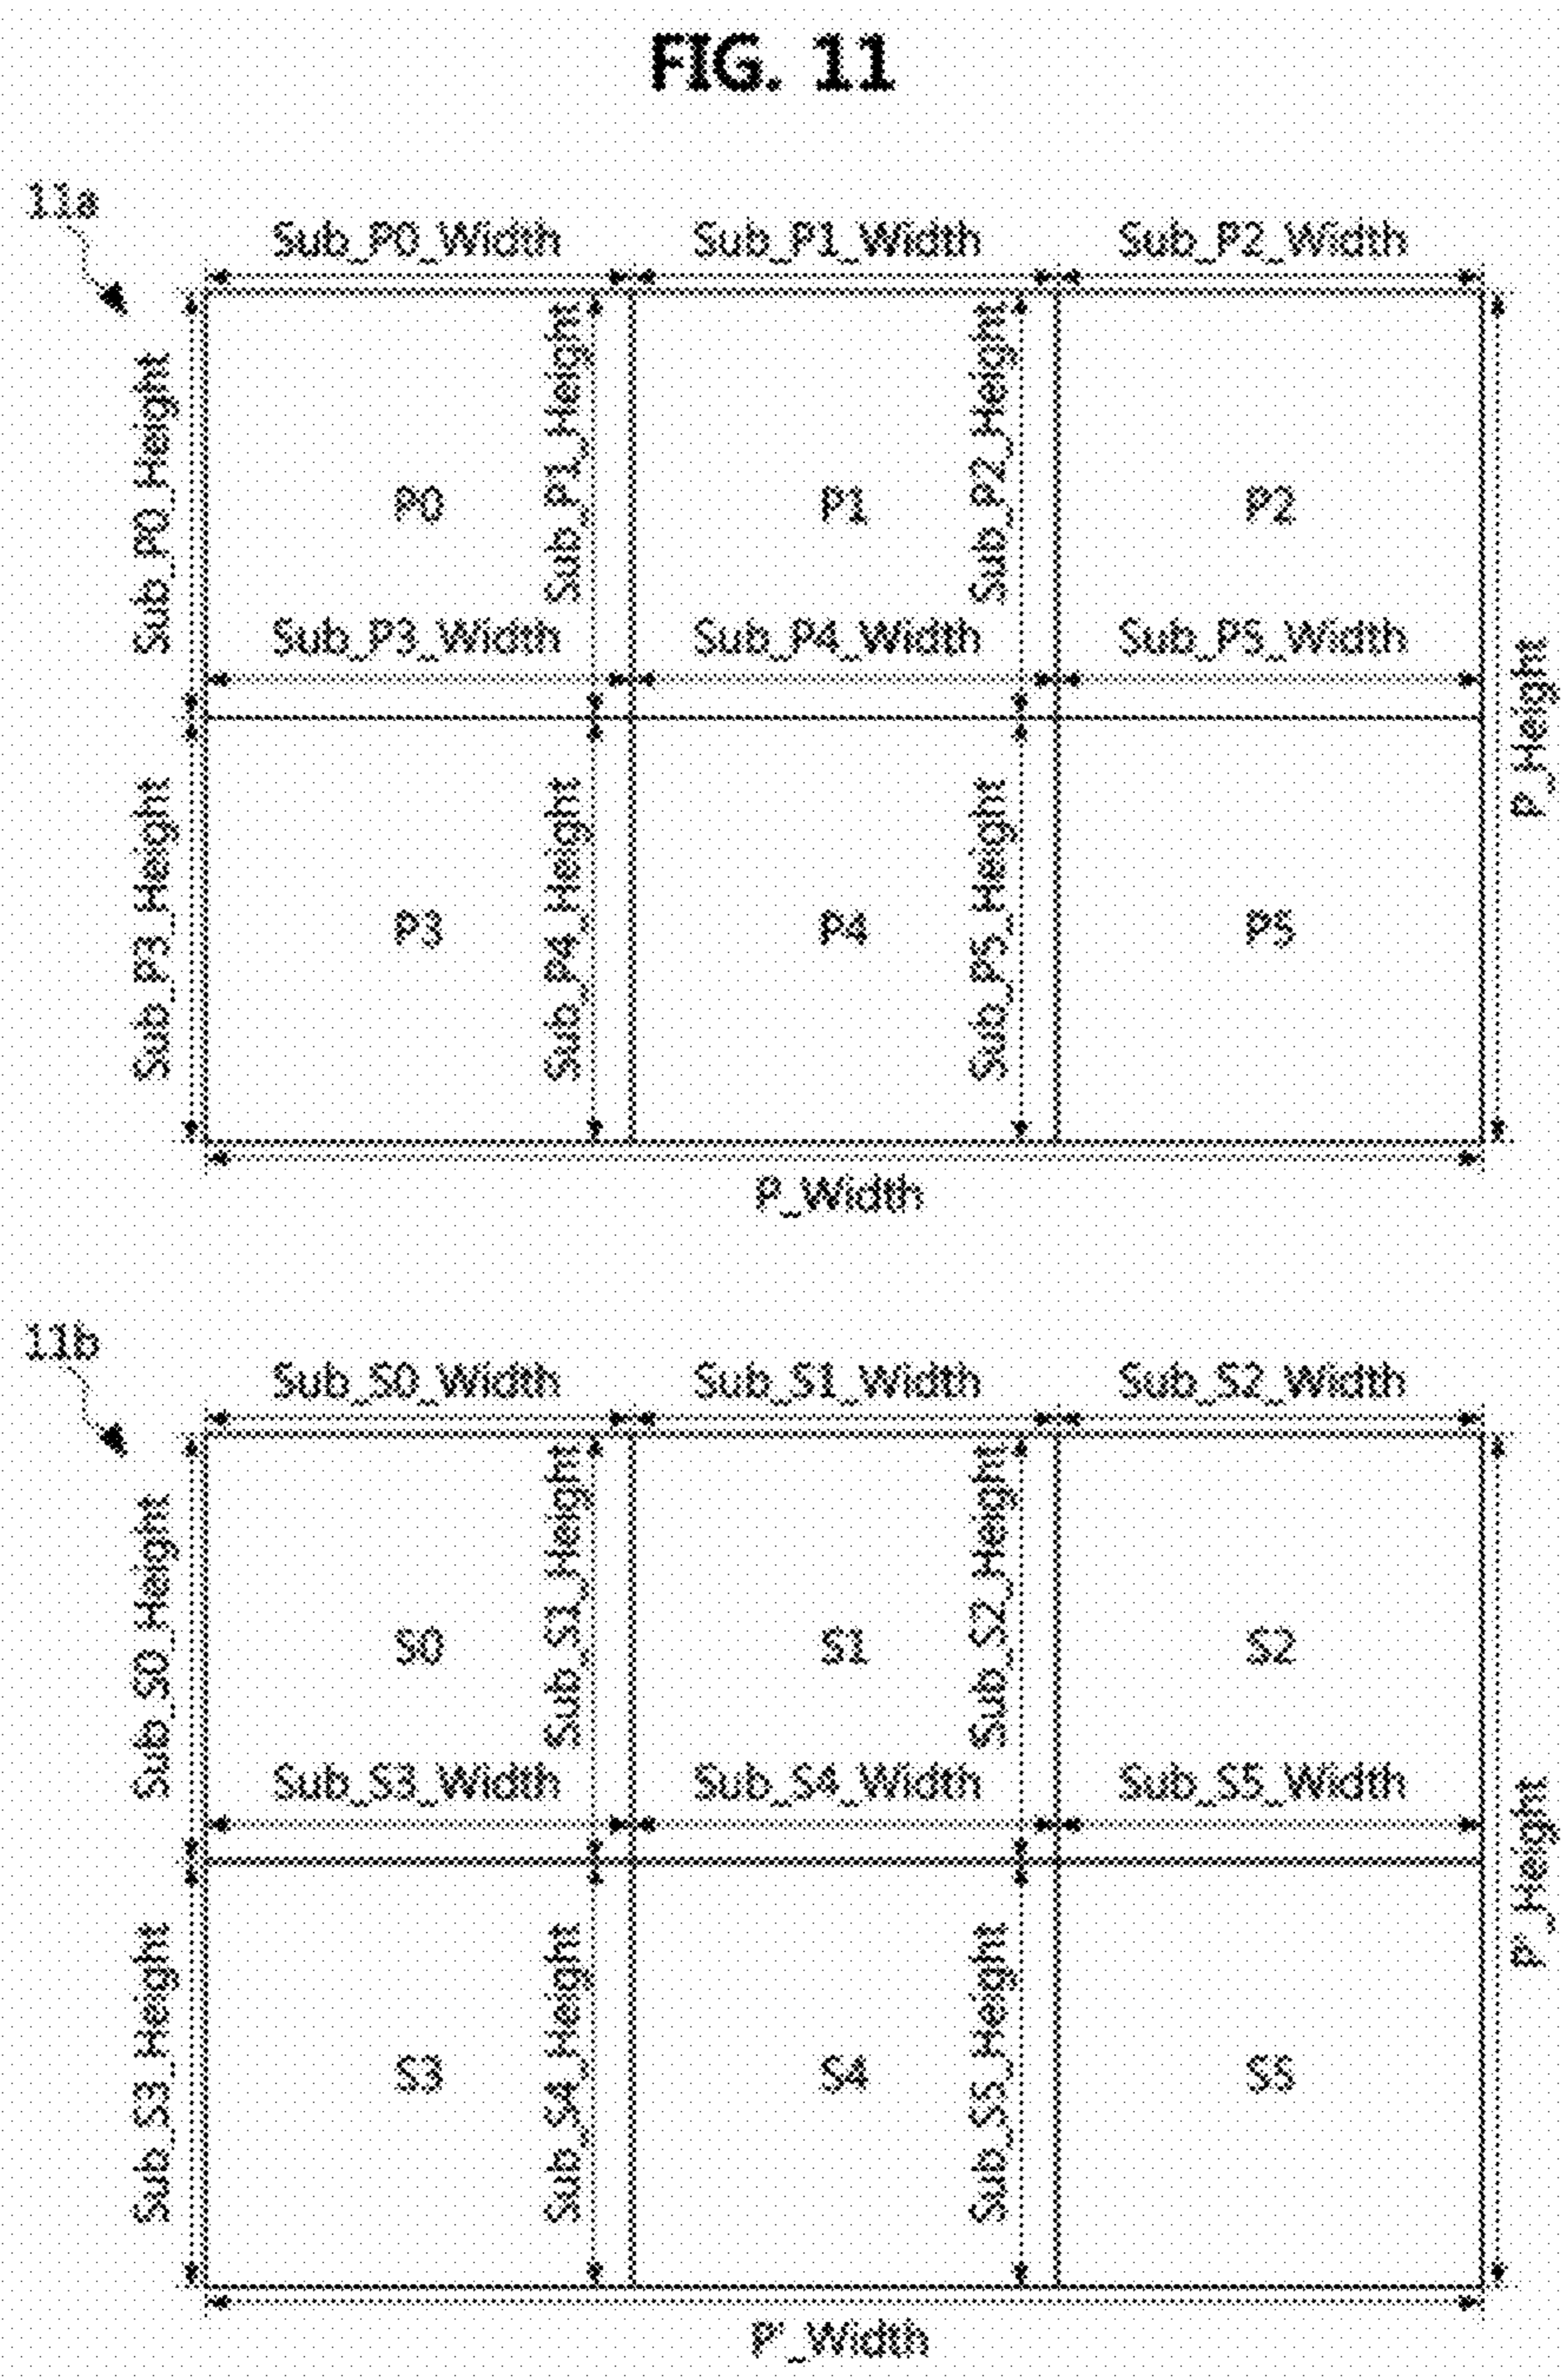 FIG. 11
11a
Sub_P0_Width Sub_P1_Width Sub_P2_Width
Sub_P0_Height
Sub_P1_Height
Sub_P2_Height
P0 P1 P2
Sub_P3_Width Sub_P4_Width Sub_P5_Width
P_Height
Sub_P3_Height
Sub_P4_Height
Sub_P5_Height
P3 P4 P5
P_Width
11b
Sub_S0_Width Sub_S1_Width Sub_S2_Width
Sub_S0_Height
Sub_S1_Height
Sub_S2_Height
S0 S1 S2
Sub_S3_Width Sub_S4_Width Sub_S5_Width
P'_Height
Sub_S3_Height
Sub_S4_Height
Sub_S5_Height
S3 S4 S5
P'_Width